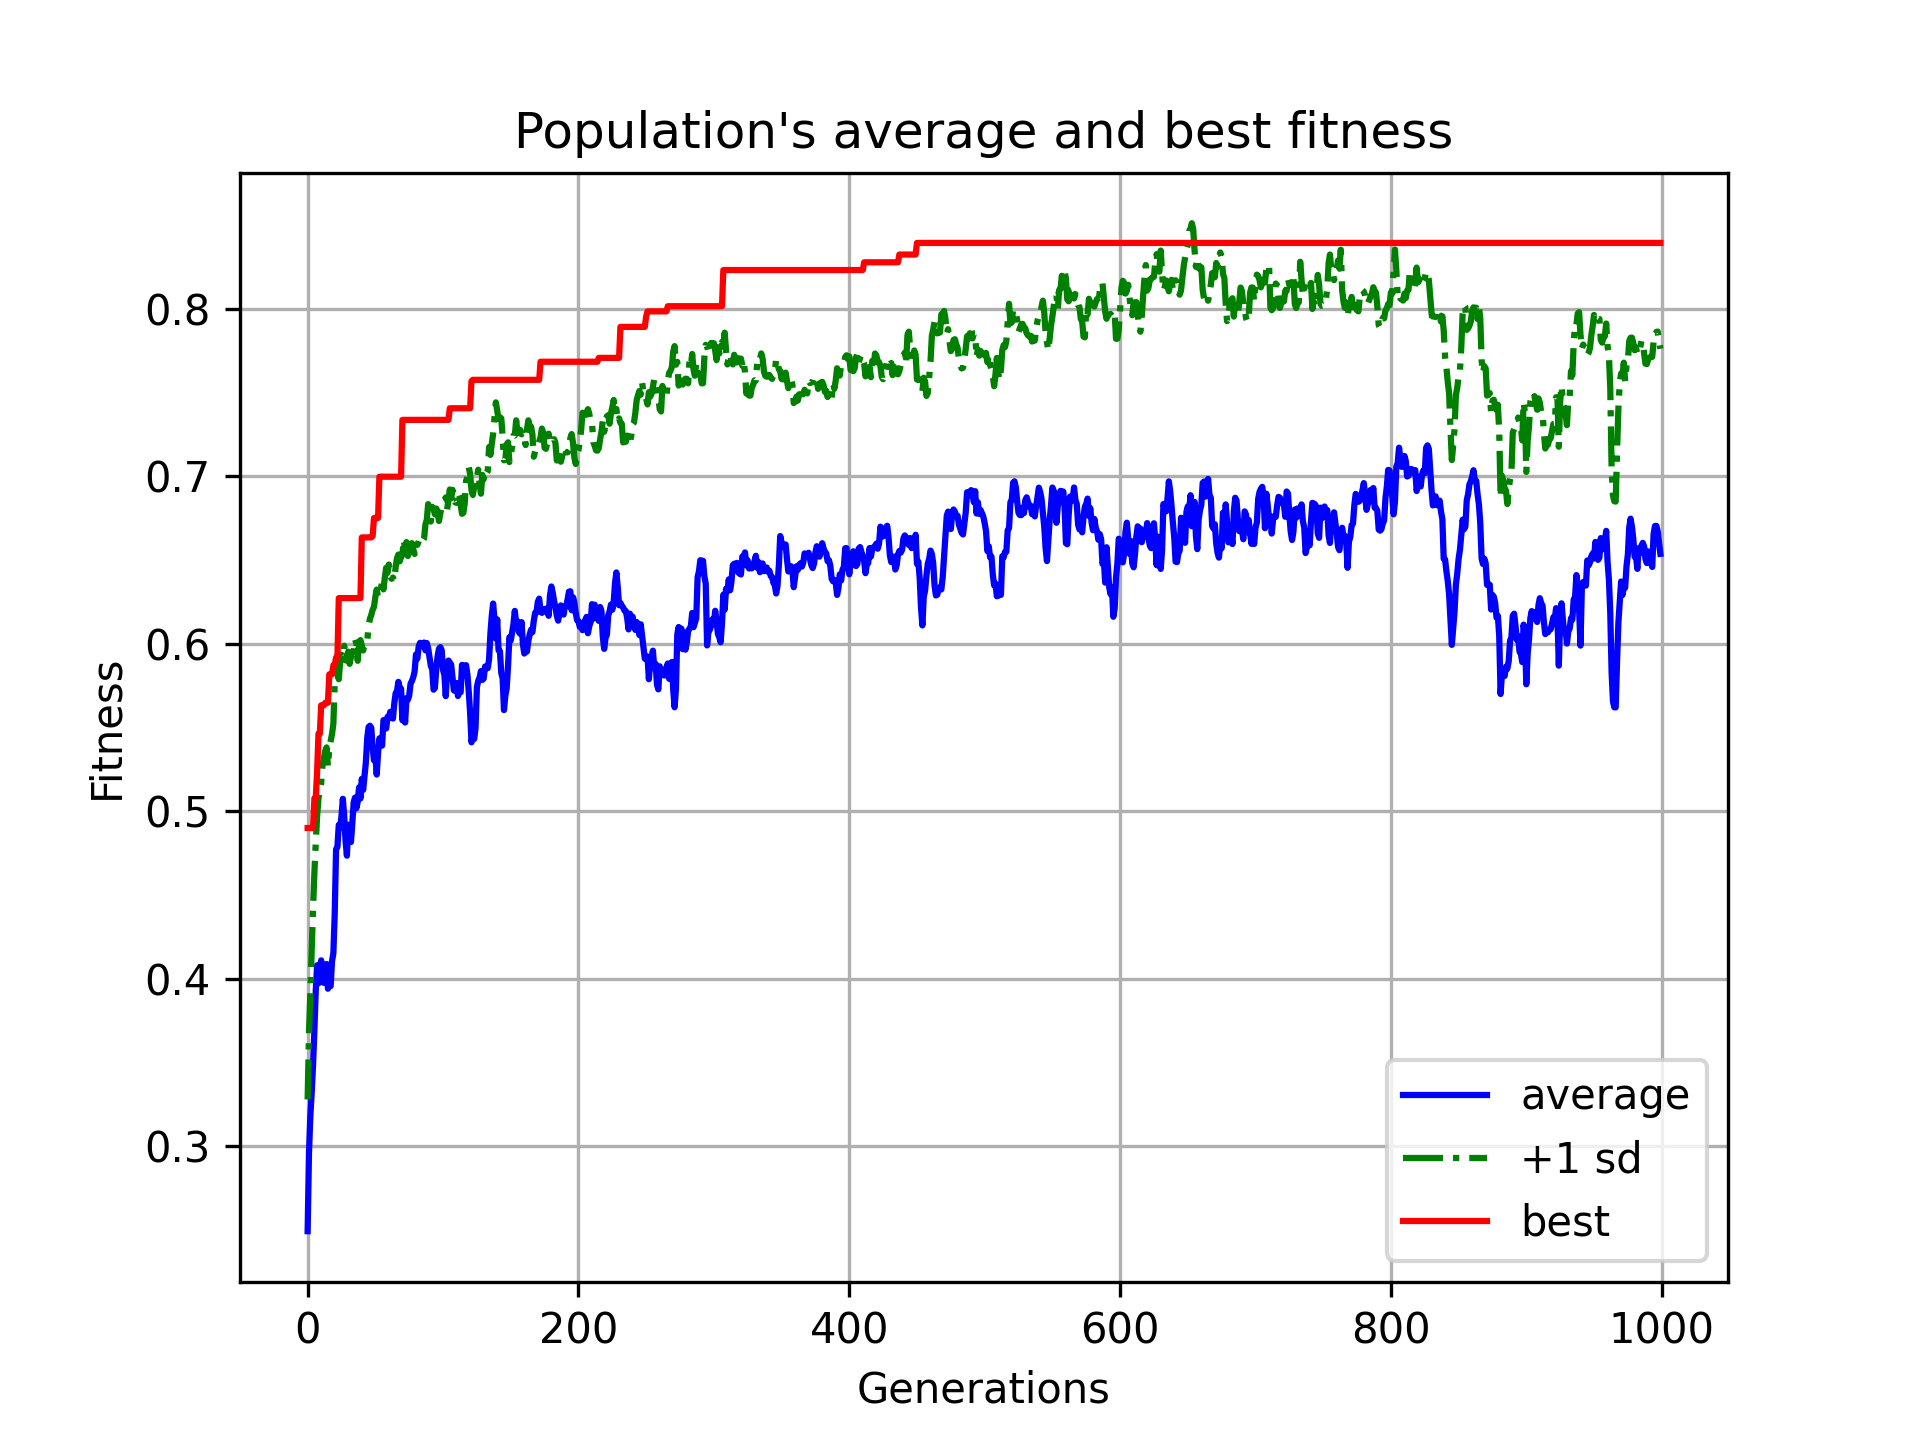 Population's average and best fitness
Fitness
0.8
0.7
0.6
0.5
0.4
0.3
0
200
400
600
800
1000
Generations
average
+1 sd
best